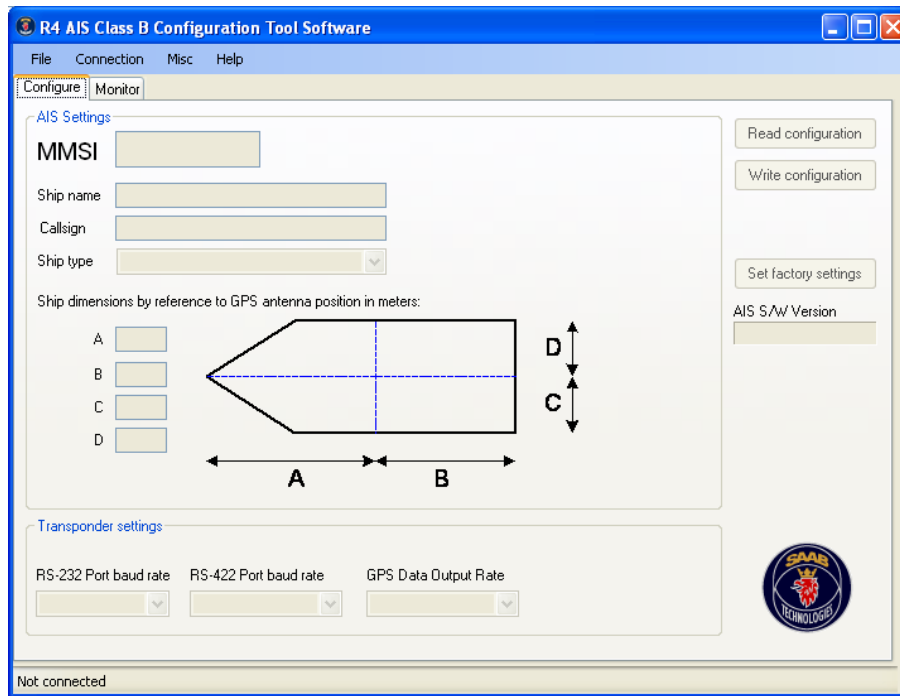 R4 AIS Class B Configuration Tool Software
File Connection Misc Help
Configure Monitor
AIS Settings
MMSI
Read configuration
Write configuration
Ship name
Callsign
Ship type
Set factory settings
Ship dimensions by reference to GPS antenna position in meters:
AIS S/W Version
A
B
C
D
D
C
A B
Transponder settings
RS-232 Port baud rate RS-422 Port baud rate GPS Data Output Rate
SAAB
TECHNOLOGIES
Not connected